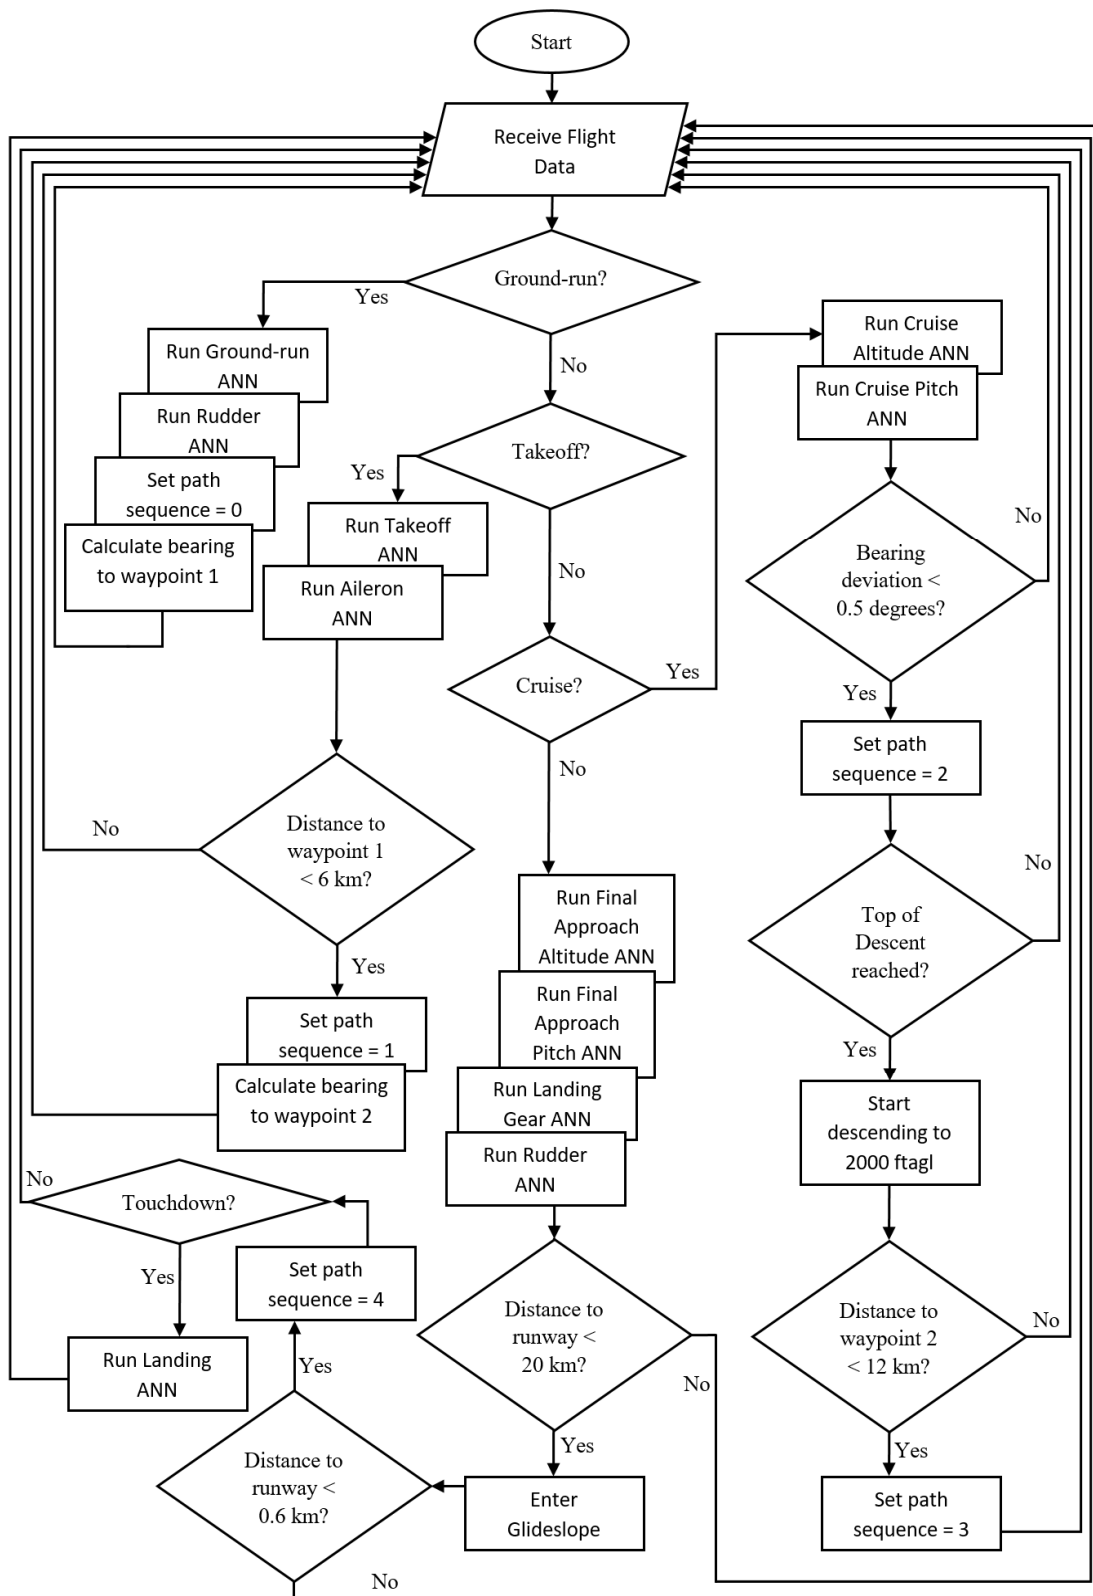 Start
Receive Flight
Data
Ground-run?
Yes
No
Run Ground-run
ANN
Run Rudder
ANN
Set path
sequence = 0
Calculate bearing
to waypoint 1
Takeoff?
Yes
No
Run Takeoff
ANN
Run Aileron
ANN
Distance to
waypoint 1
< 6 km?
No
Yes
Set path
sequence = 1
Calculate bearing
to waypoint 2
Cruise?
Yes
No
Run Cruise
Altitude ANN
Run Cruise Pitch
ANN
Bearing
deviation <
0.5 degrees?
No
Yes
Set path
sequence = 2
Top of
Descent
reached?
No
Yes
Start
descending to
2000 ftagl
Distance to
waypoint 2
< 12 km?
No
Yes
Set path
sequence = 3
Run Final
Approach
Altitude ANN
Run Final
Approach
Pitch ANN
Run Landing
Gear ANN
Run Rudder
ANN
Distance to
runway <
20 km?
No
Yes
Enter
Glideslope
Distance to
runway <
0.6 km?
No
Yes
Set path
sequence = 4
Touchdown?
No
Yes
Run Landing
ANN